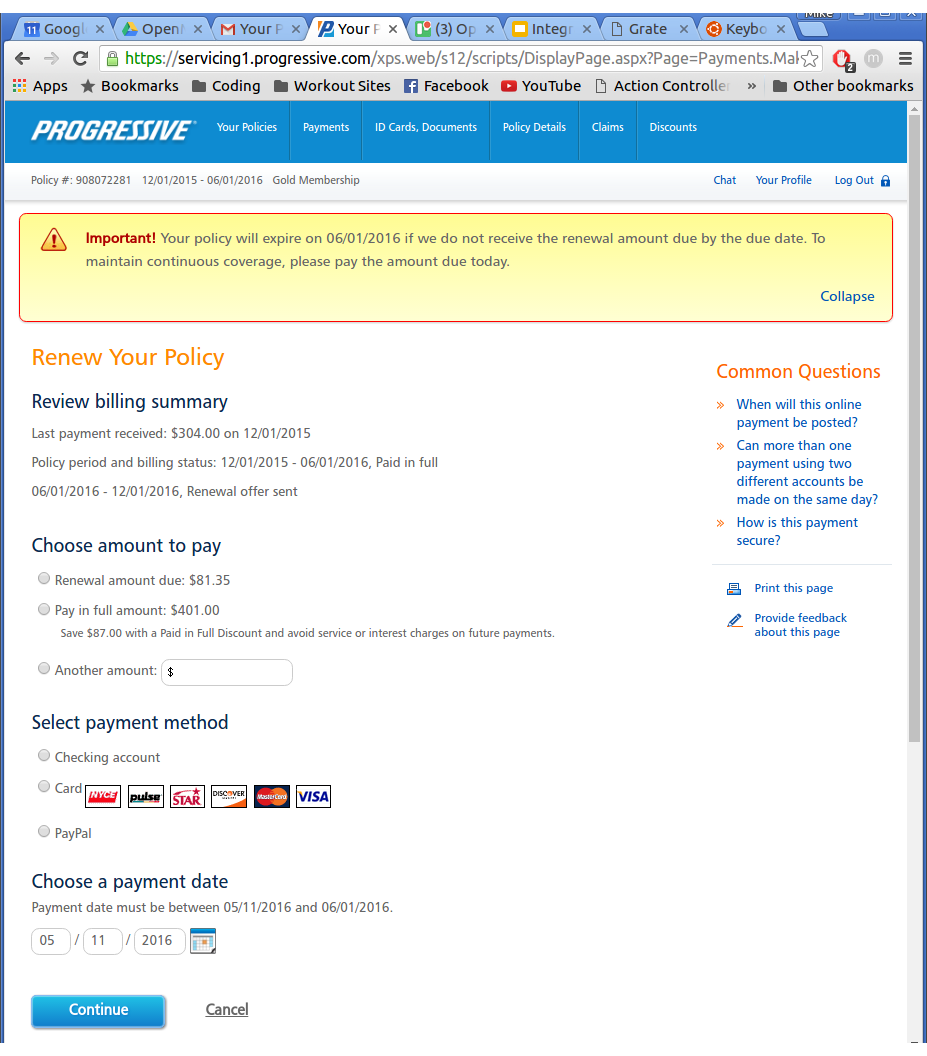 Mike
Googl
Open
Your P
Your P
(3) Op
Integr
Grate
Keybo
https://servicing1.progressive.com/xps.web/s12/scripts/DisplayPage.aspx?Page=Payments.Mak
2
m
Apps Bookmarks Coding Workout Sites Facebook YouTube Action Controlle » Other bookmarks
PROGRESSIVE Your Policies Payments ID Cards, Documents Policy Details Claims Discounts
Policy #: 908072281 12/01/2015 - 06/01/2016 Gold Membership Chat Your Profile Log Out
Important! Your policy will expire on 06/01/2016 if we do not receive the renewal amount due by the due date. To
maintain continuous coverage, please pay the amount due today.
Collapse
Renew Your Policy
Review billing summary
Last payment received: $304.00 on 12/01/2015
Policy period and billing status: 12/01/2015 - 06/01/2016, Paid in full
06/01/2016 - 12/01/2016, Renewal offer sent
Choose amount to pay
Renewal amount due: $81.35
Pay in full amount: $401.00
Save $87.00 with a Paid in Full Discount and avoid service or interest charges on future payments.
Another amount: $
Select payment method
Checking account
Card NYCE pulse STAR DISCOVER MasterCard VISA
PayPal
Choose a payment date
Payment date must be between 05/11/2016 and 06/01/2016.
05 / 11 / 2016
Continue Cancel
Common Questions
» When will this online
payment be posted?
» Can more than one
payment using two
different accounts be
made on the same day?
» How is this payment
secure?
Print this page
Provide feedback
about this page